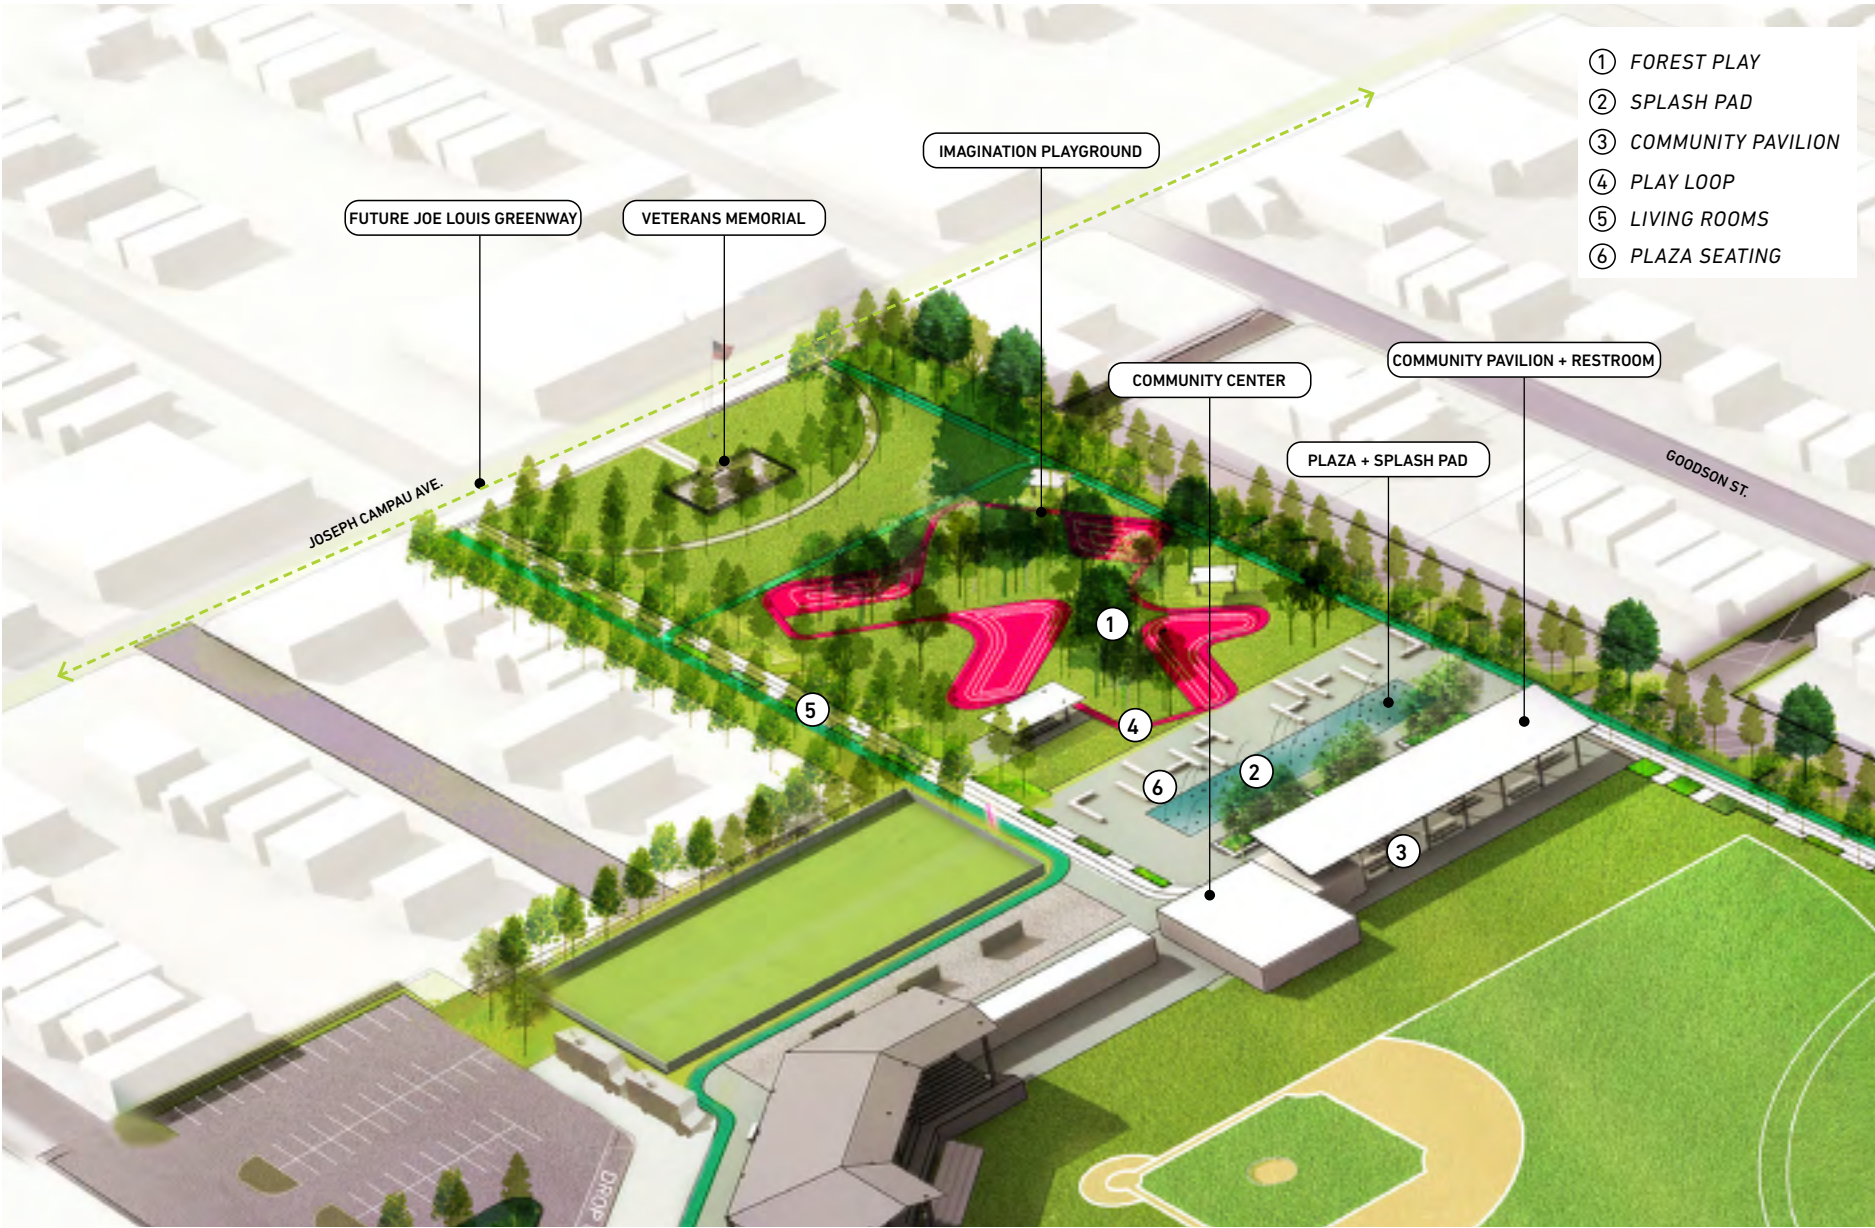 ① FOREST PLAY
② SPLASH PAD
③ COMMUNITY PAVILION
④ PLAY LOOP
⑤ LIVING ROOMS
⑥ PLAZA SEATING
IMAGINATION PLAYGROUND
FUTURE JOE LOUIS GREENWAY
VETERANS MEMORIAL
COMMUNITY CENTER
COMMUNITY PAVILION + RESTROOM
PLAZA + SPLASH PAD
GOODSON ST.
JOSEPH CAMPAU AVE.
1
5
4
2
6
3
DROP